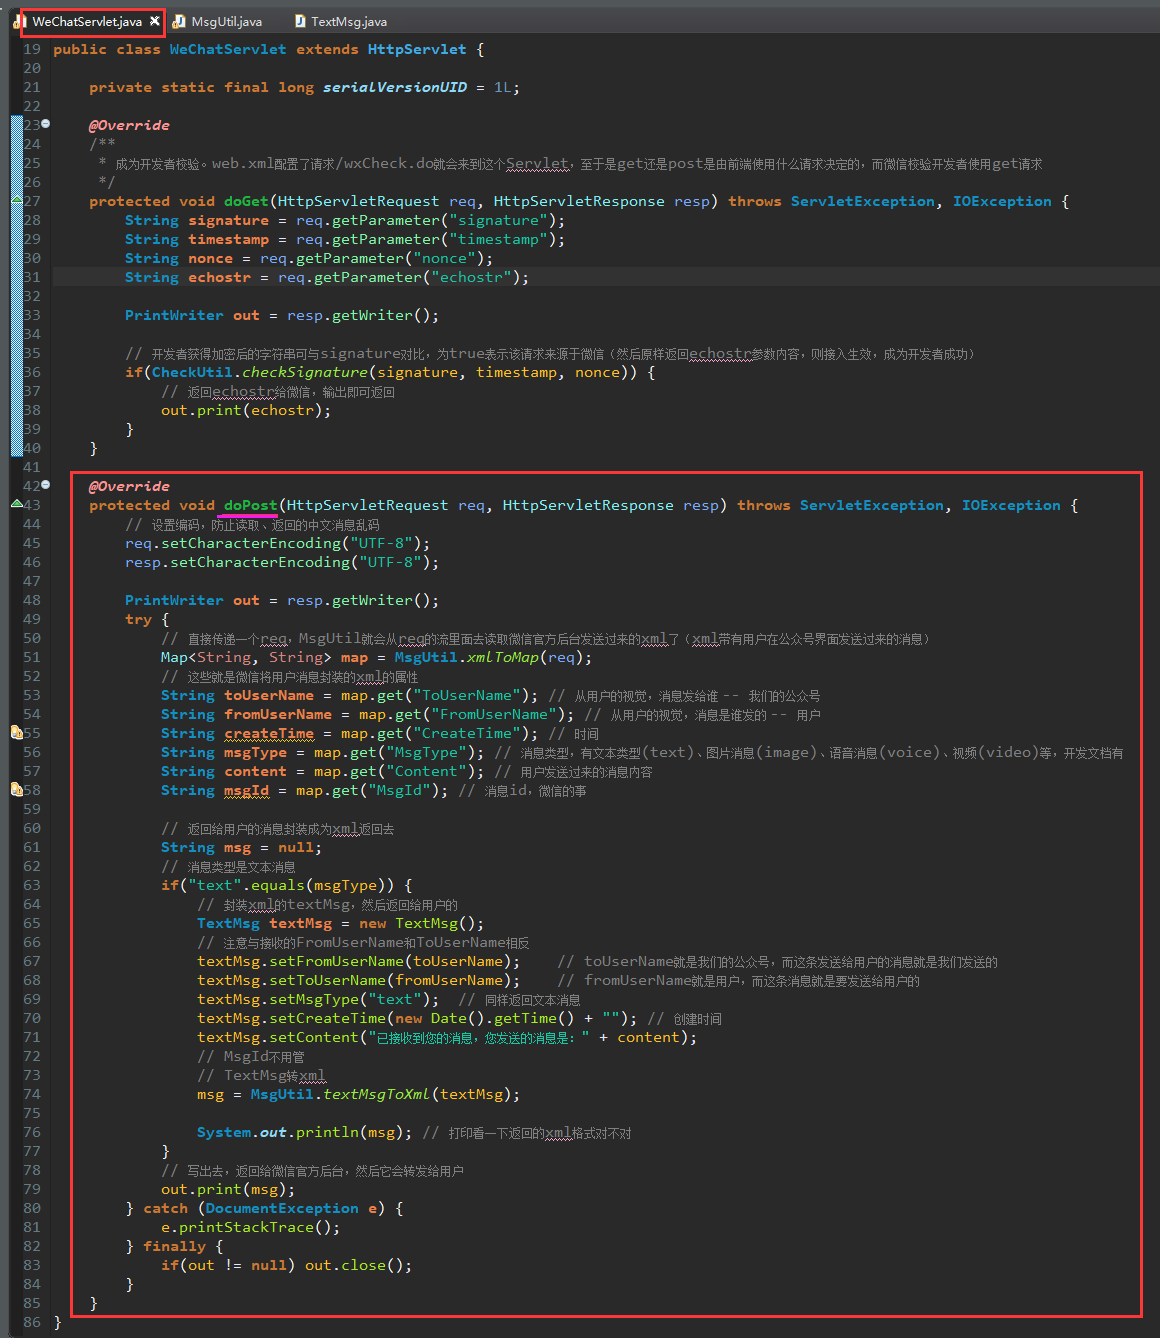 WeChatServlet.java MsgUtil.java TextMsg.java
19 public class WeChatServlet extends HttpServlet {
20
21     private static final long serialVersionUID = 1L;
22
23     @Override
24     /**
25      * 成为开发者校验。web.xml配置了请求/wxCheck.do就会来到这个Servlet，至于是get还是post是由前端使用什么请求决定的，而微信校验开发者使用get请求
26      */
27     protected void doGet(HttpServletRequest req, HttpServletResponse resp) throws ServletException, IOException {
28         String signature = req.getParameter("signature");
29         String timestamp = req.getParameter("timestamp");
30         String nonce = req.getParameter("nonce");
31         String echostr = req.getParameter("echostr");
32
33         PrintWriter out = resp.getWriter();
34
35         // 开发者获得加密后的字符串可与signature对比，为true表示该请求来源于微信（然后原样返回echostr参数内容，则接入生效，成为开发者成功）
36         if(CheckUtil.checkSignature(signature, timestamp, nonce)) {
37             // 返回echostr给微信，输出即可返回
38             out.print(echostr);
39         }
40     }
41
42     @Override
43     protected void doPost(HttpServletRequest req, HttpServletResponse resp) throws ServletException, IOException {
44         // 设置编码，防止读取、返回的中文消息乱码
45         req.setCharacterEncoding("UTF-8");
46         resp.setCharacterEncoding("UTF-8");
47
48         PrintWriter out = resp.getWriter();
49         try {
50             // 直接传递一个req，MsgUtil就会从req的流里面去读取微信官方后台发送过来的xml了（xml带有用户在公众号界面发送过来的消息）
51             Map<String, String> map = MsgUtil.xmlToMap(req);
52             // 这些就是微信将用户消息封装的xml的属性
53             String toUserName = map.get("ToUserName"); // 从用户的视觉，消息发给谁 -- 我们的公众号
54             String fromUserName = map.get("FromUserName"); // 从用户的视觉，消息是谁发的 -- 用户
55             String createTime = map.get("CreateTime"); // 时间
56             String msgType = map.get("MsgType"); // 消息类型，有文本类型(text)、图片消息(image)、语音消息(voice)、视频(video)等，开发文档有
57             String content = map.get("Content"); // 用户发送过来的消息内容
58             String msgId = map.get("MsgId"); // 消息id，微信的事
59
60             // 返回给用户的消息封装成为xml返回去
61             String msg = null;
62             // 消息类型是文本消息
63             if("text".equals(msgType)) {
64                 // 封装xml的textMsg，然后返回给用户的
65                 TextMsg textMsg = new TextMsg();
66                 // 注意与接收的FromUserName和ToUserName相反
67                 textMsg.setFromUserName(toUserName);    // toUserName就是我们的公众号，而这条发送给用户的消息就是我们发送的
68                 textMsg.setToUserName(fromUserName);    // fromUserName就是用户，而这条消息就是要发送给用户的
69                 textMsg.setMsgType("text");  // 同样返回文本消息
70                 textMsg.setCreateTime(new Date().getTime() + ""); // 创建时间
71                 textMsg.setContent("已接收到您的消息，您发送的消息是：" + content);
72                 // MsgId不用管
73                 // TextMsg转xml
74                 msg = MsgUtil.textMsgToXml(textMsg);
75
76                 System.out.println(msg); // 打印看一下返回的xml格式对不对
77             }
78             // 写出去，返回给微信官方后台，然后它会转发给用户
79             out.print(msg);
80         } catch (DocumentException e) {
81             e.printStackTrace();
82         } finally {
83             if(out != null) out.close();
84         }
85     }
86 }